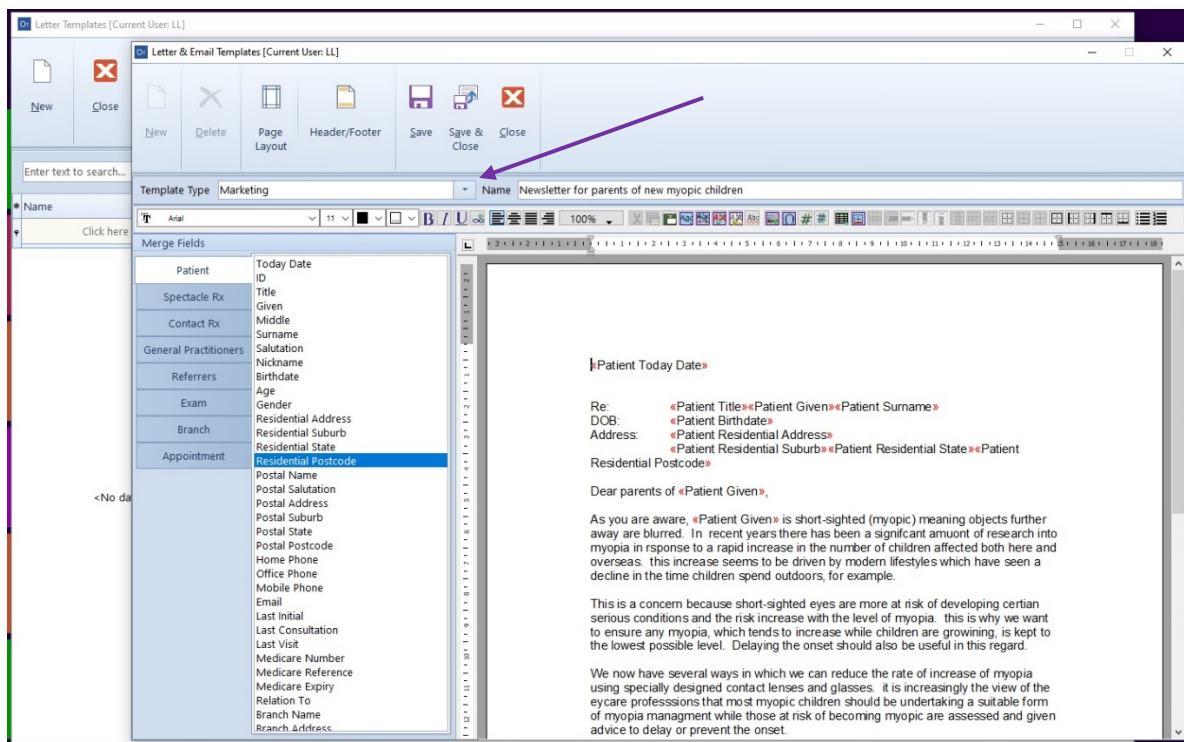 Letter Templates [Current User: LL]
Letter & Email Templates [Current User: LL]
New
Close
New
Delete
Page Layout
Header/Footer
Save
Save & Close
Close
Enter text to search...
Template Type Marketing
Name Newsletter for parents of new myopic children
Name
Click here
<No da
Arial 11 B I U 100%
Merge Fields
Patient
Spectacle Rx
Contact Rx
General Practitioners
Referrers
Exam
Branch
Appointment
Today Date
ID
Title
Given
Middle
Surname
Salutation
Nickname
Birthdate
Age
Gender
Residential Address
Residential Suburb
Residential State
Residential Postcode
Postal Name
Postal Salutation
Postal Address
Postal Suburb
Postal State
Postal Postcode
Home Phone
Office Phone
Mobile Phone
Email
Last Initial
Last Consultation
Last Visit
Medicare Number
Medicare Reference
Medicare Expiry
Relation To
Branch Name
Branch Address
«Patient Today Date»
Re: «Patient Title»«Patient Given»«Patient Surname»
DOB: «Patient Birthdate»
Address: «Patient Residential Address»
«Patient Residential Suburb»«Patient Residential State»«Patient
Residential Postcode»
Dear parents of «Patient Given»,
As you are aware, «Patient Given» is short-sighted (myopic) meaning objects further
away are blurred. In recent years there has been a signifcant amuont of research into
myopia in rsponse to a rapid increase in the number of children affected both here and
overseas. this increase seems to be driven by modern lifestyles which have seen a
decline in the time children spend outdoors, for example.
This is a concern because short-sighted eyes are more at risk of developing certian
serious conditions and the risk increase with the level of myopia. this is why we want
to ensure any myopia, which tends to increase while children are growining, is kept to
the lowest possible level. Delaying the onset should also be useful in this regard.
We now have several ways in which we can reduce the rate of increase of myopia
using specially designed contact lenses and glasses. it is increasingly the view of the
eycare professsions that most myopic children should be undertaking a suitable form
of myopia managment while those at risk of becoming myopic are assessed and given
advice to delay or prevent the onset.